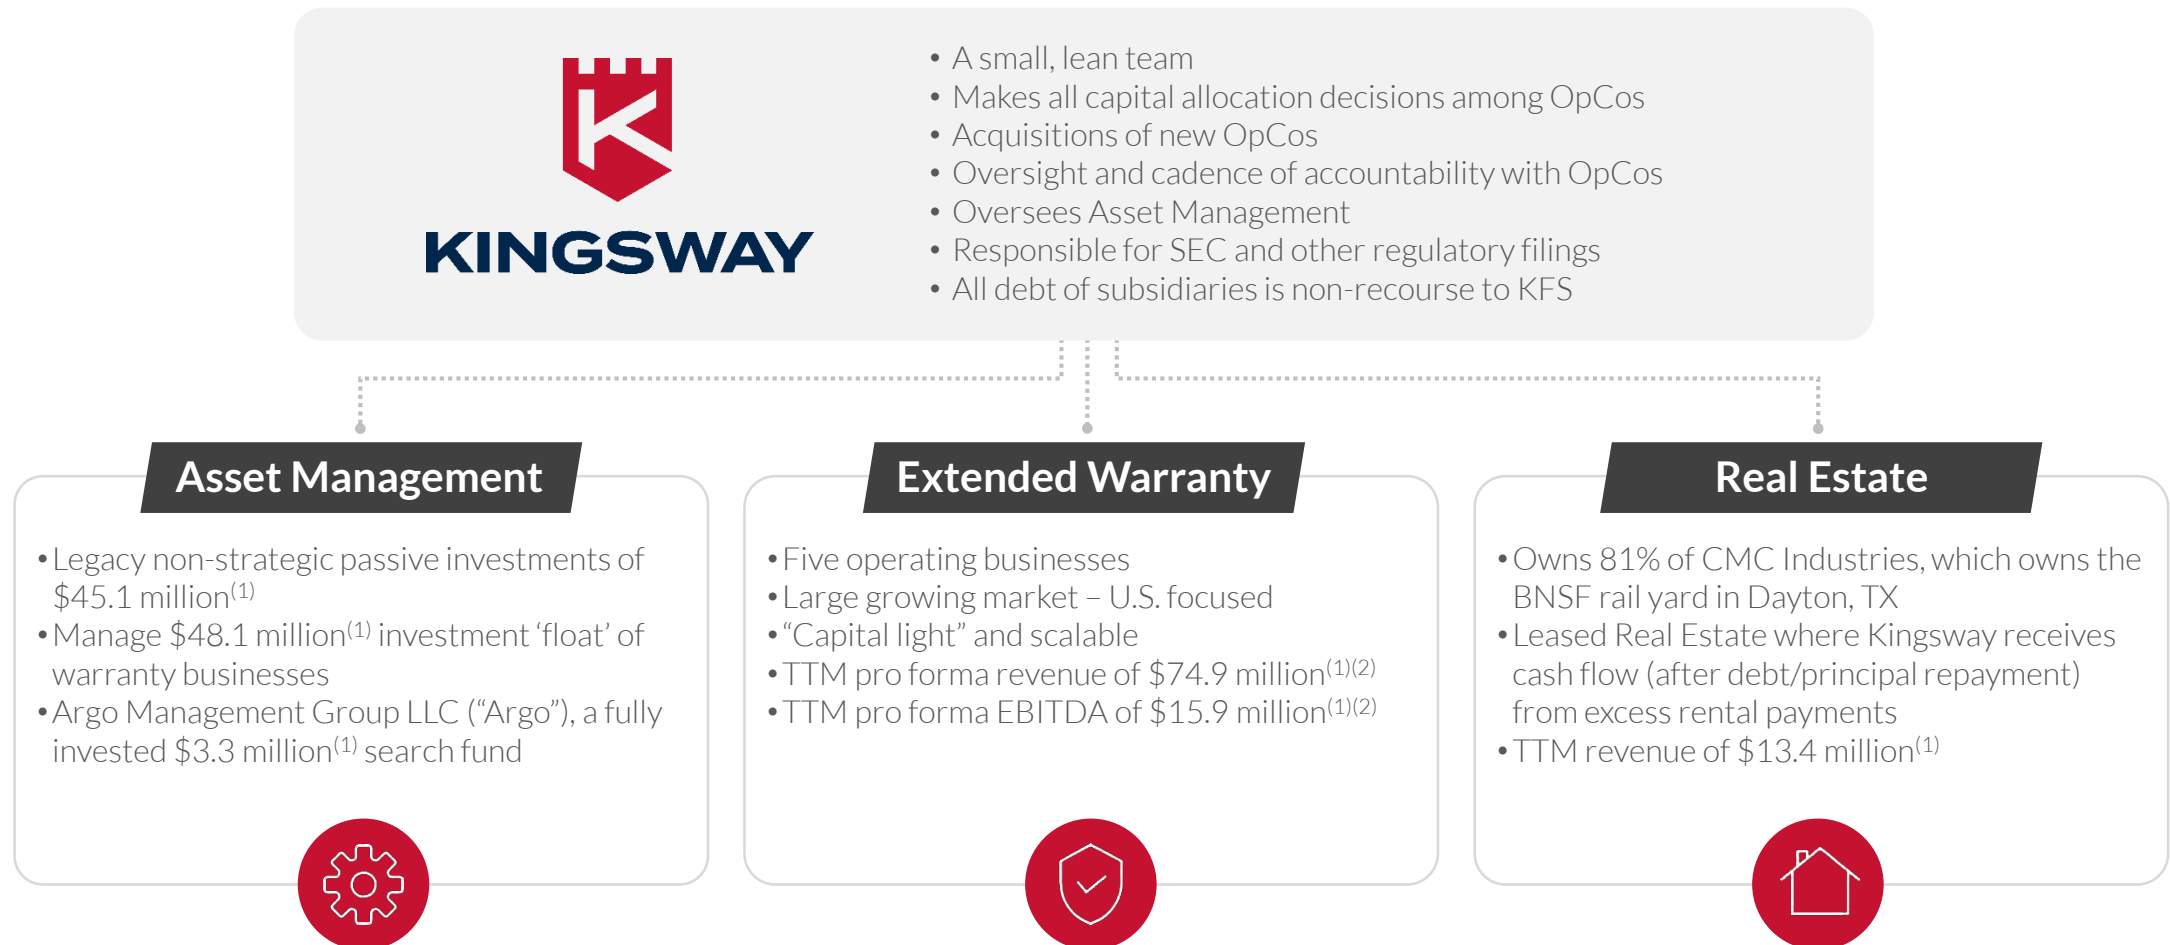 KINGSWAY
• A small, lean team
• Makes all capital allocation decisions among OpCos
• Acquisitions of new OpCos
• Oversight and cadence of accountability with OpCos
• Oversees Asset Management
• Responsible for SEC and other regulatory filings
• All debt of subsidiaries is non-recourse to KFS
Asset Management
• Legacy non-strategic passive investments of
$45.1 million(1)
• Manage $48.1 million(1) investment ‘float’ of
warranty businesses
• Argo Management Group LLC (“Argo”), a fully
invested $3.3 million(1) search fund
Extended Warranty
• Five operating businesses
• Large growing market – U.S. focused
• “Capital light” and scalable
• TTM pro forma revenue of $74.9 million(1)(2)
• TTM pro forma EBITDA of $15.9 million(1)(2)
Real Estate
• Owns 81% of CMC Industries, which owns the
BNSF rail yard in Dayton, TX
• Leased Real Estate where Kingsway receives
cash flow (after debt/principal repayment)
from excess rental payments
• TTM revenue of $13.4 million(1)